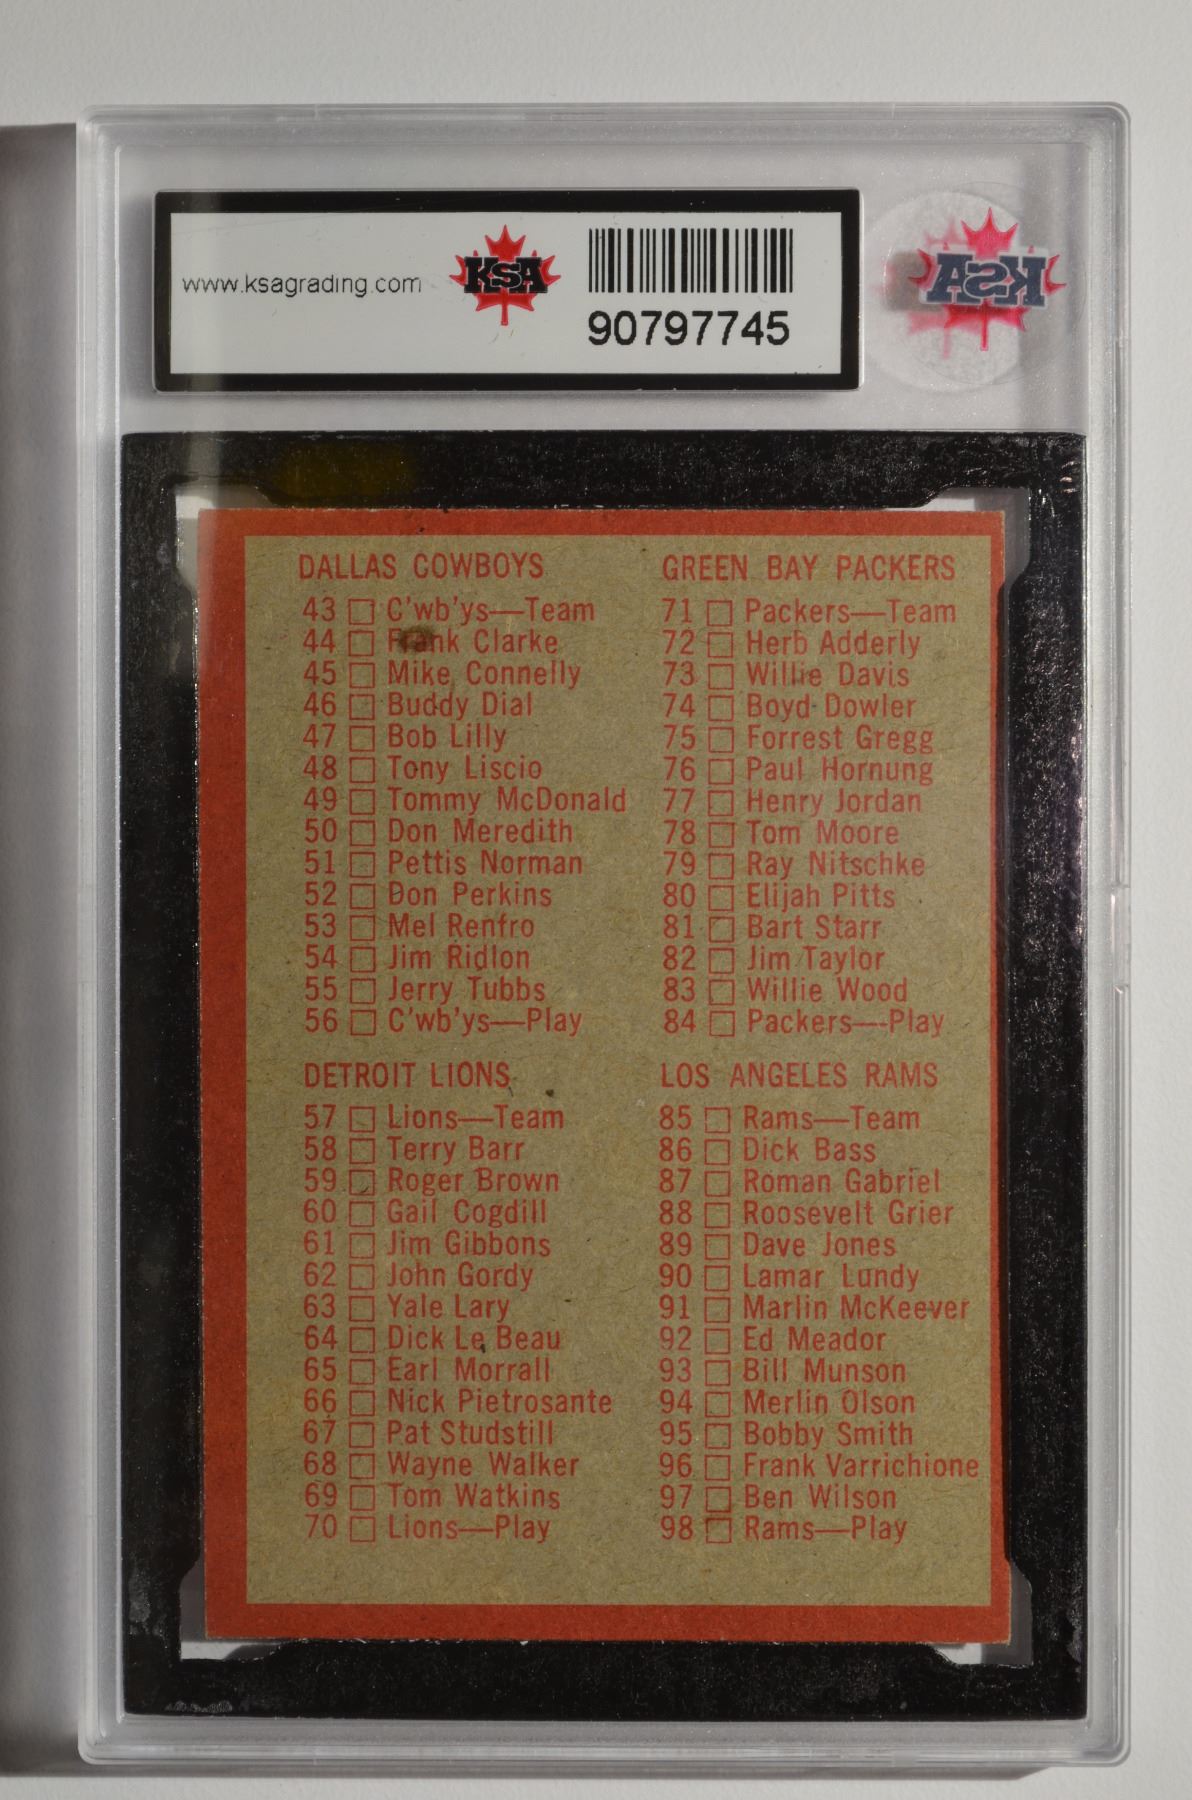 www.ksagrading.com
KSA
90797745
KSA
DALLAS COWBOYS
43 C'wb'ys—Team
44 Frank Clarke
45 Mike Connelly
46 Buddy Dial
47 Bob Lilly
48 Tony Liscio
49 Tommy McDonald
50 Don Meredith
51 Pettis Norman
52 Don Perkins
53 Mel Renfro
54 Jim Ridlon
55 Jerry Tubbs
56 C'wb'ys—Play
DETROIT LIONS
57 Lions—Team
58 Terry Barr
59 Roger Brown
60 Gail Cogdill
61 Jim Gibbons
62 John Gordy
63 Yale Lary
64 Dick Le Beau
65 Earl Morrall
66 Nick Pietrosante
67 Pat Studstill
68 Wayne Walker
69 Tom Watkins
70 Lions—Play
GREEN BAY PACKERS
71 Packers—Team
72 Herb Adderly
73 Willie Davis
74 Boyd Dowler
75 Forrest Gregg
76 Paul Hornung
77 Henry Jordan
78 Tom Moore
79 Ray Nitschke
80 Elijah Pitts
81 Bart Starr
82 Jim Taylor
83 Willie Wood
84 Packers—Play
LOS ANGELES RAMS
85 Rams—Team
86 Dick Bass
87 Roman Gabriel
88 Roosevelt Grier
89 Dave Jones
90 Lamar Lundy
91 Marlin McKeever
92 Ed Meador
93 Bill Munson
94 Merlin Olson
95 Bobby Smith
96 Frank Varrichione
97 Ben Wilson
98 Rams—Play